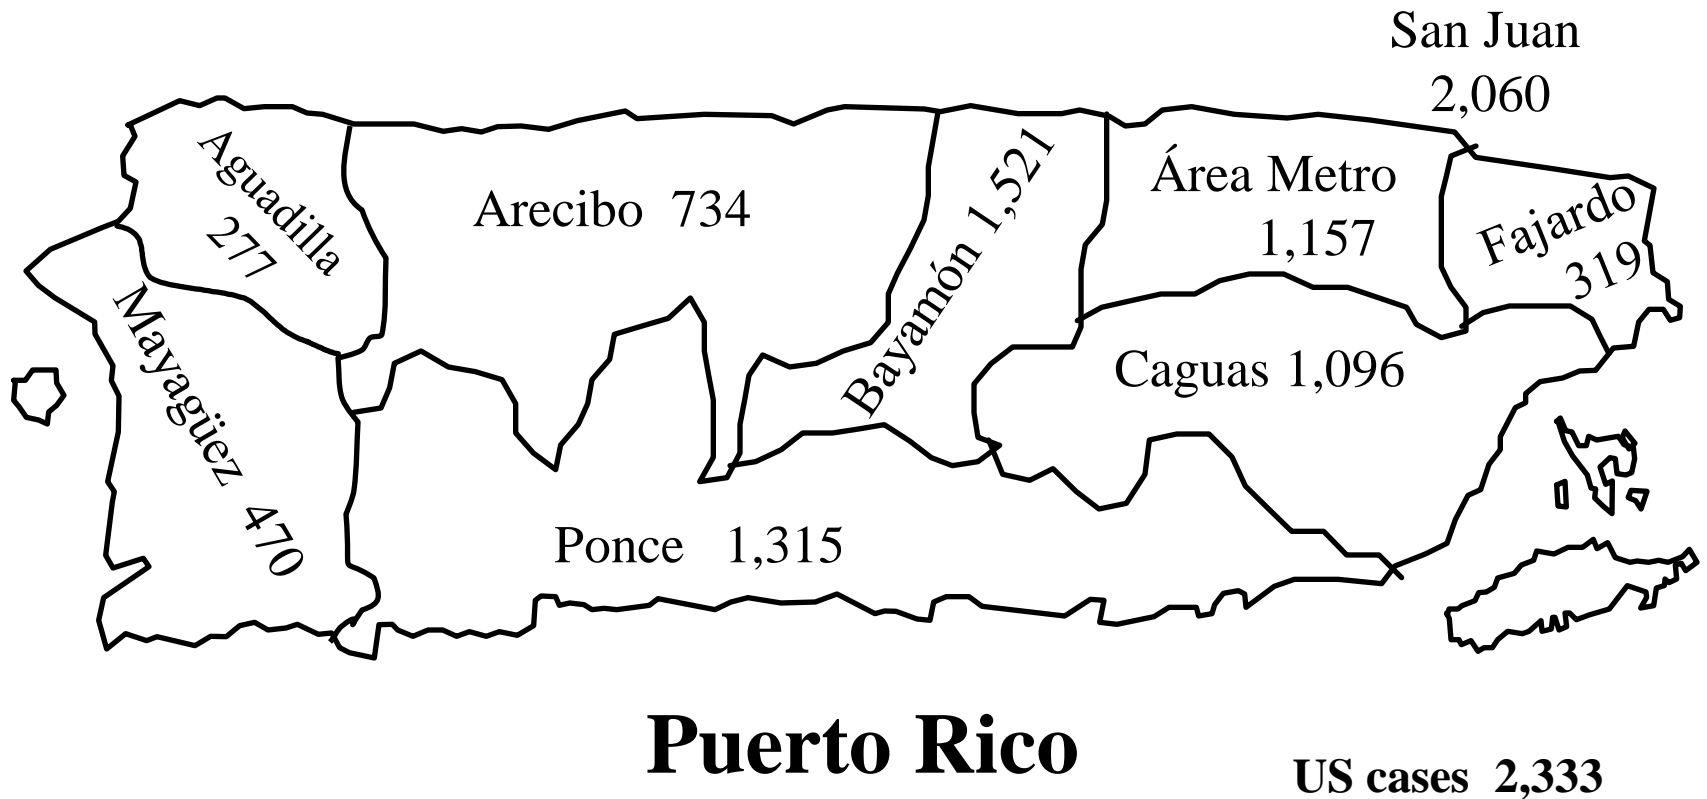 San Juan
2,060
Aguadilla
277
Arecibo 734
Bayamón 1,521
Área Metro
1,157
Fajardo
319
Mayagüez 470
Caguas 1,096
Ponce 1,315
Puerto Rico
US cases 2,333